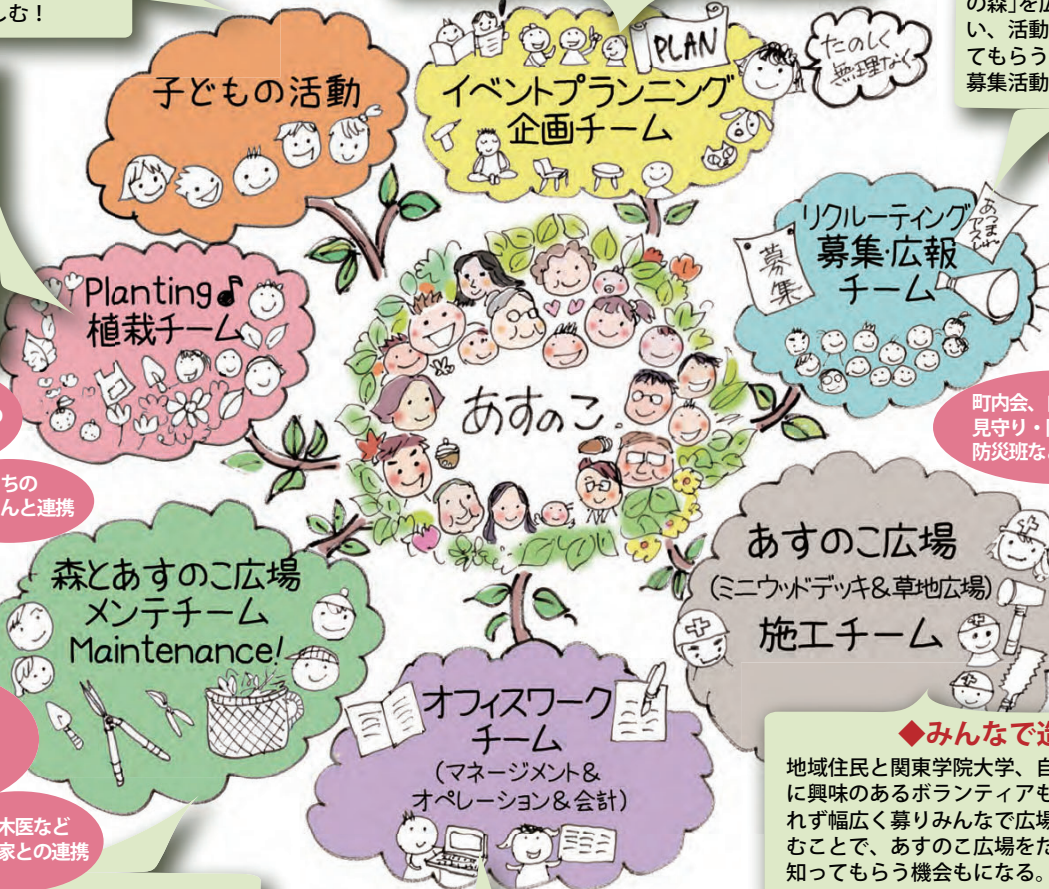 しむ!
の森」を広
い、活動
てもらう
募集活動
子どもの活動
イベントプランニング
企画チーム
PLAN
たのしく
無理なく
リクルーティング
募集・広報
チーム
募集
あつまれ
Planting
植栽チーム
あすのこ
町内会、
見守り・
防災班な
ちの
んと連携
森とあすのこ広場
メンテチーム
Maintenance!
あすのこ広場
(ミニウッドデッキ&草地広場)
施工チーム
オフィスワーク
チーム
(マネージメント&
オペレーション&会計)
木医など
家との連携
◆みんなで造
地域住民と関東学院大学、自
に興味のあるボランティアも
れず幅広く募りみんなで広場
むことで、あすのこ広場をた
知ってもらう機会もになる。